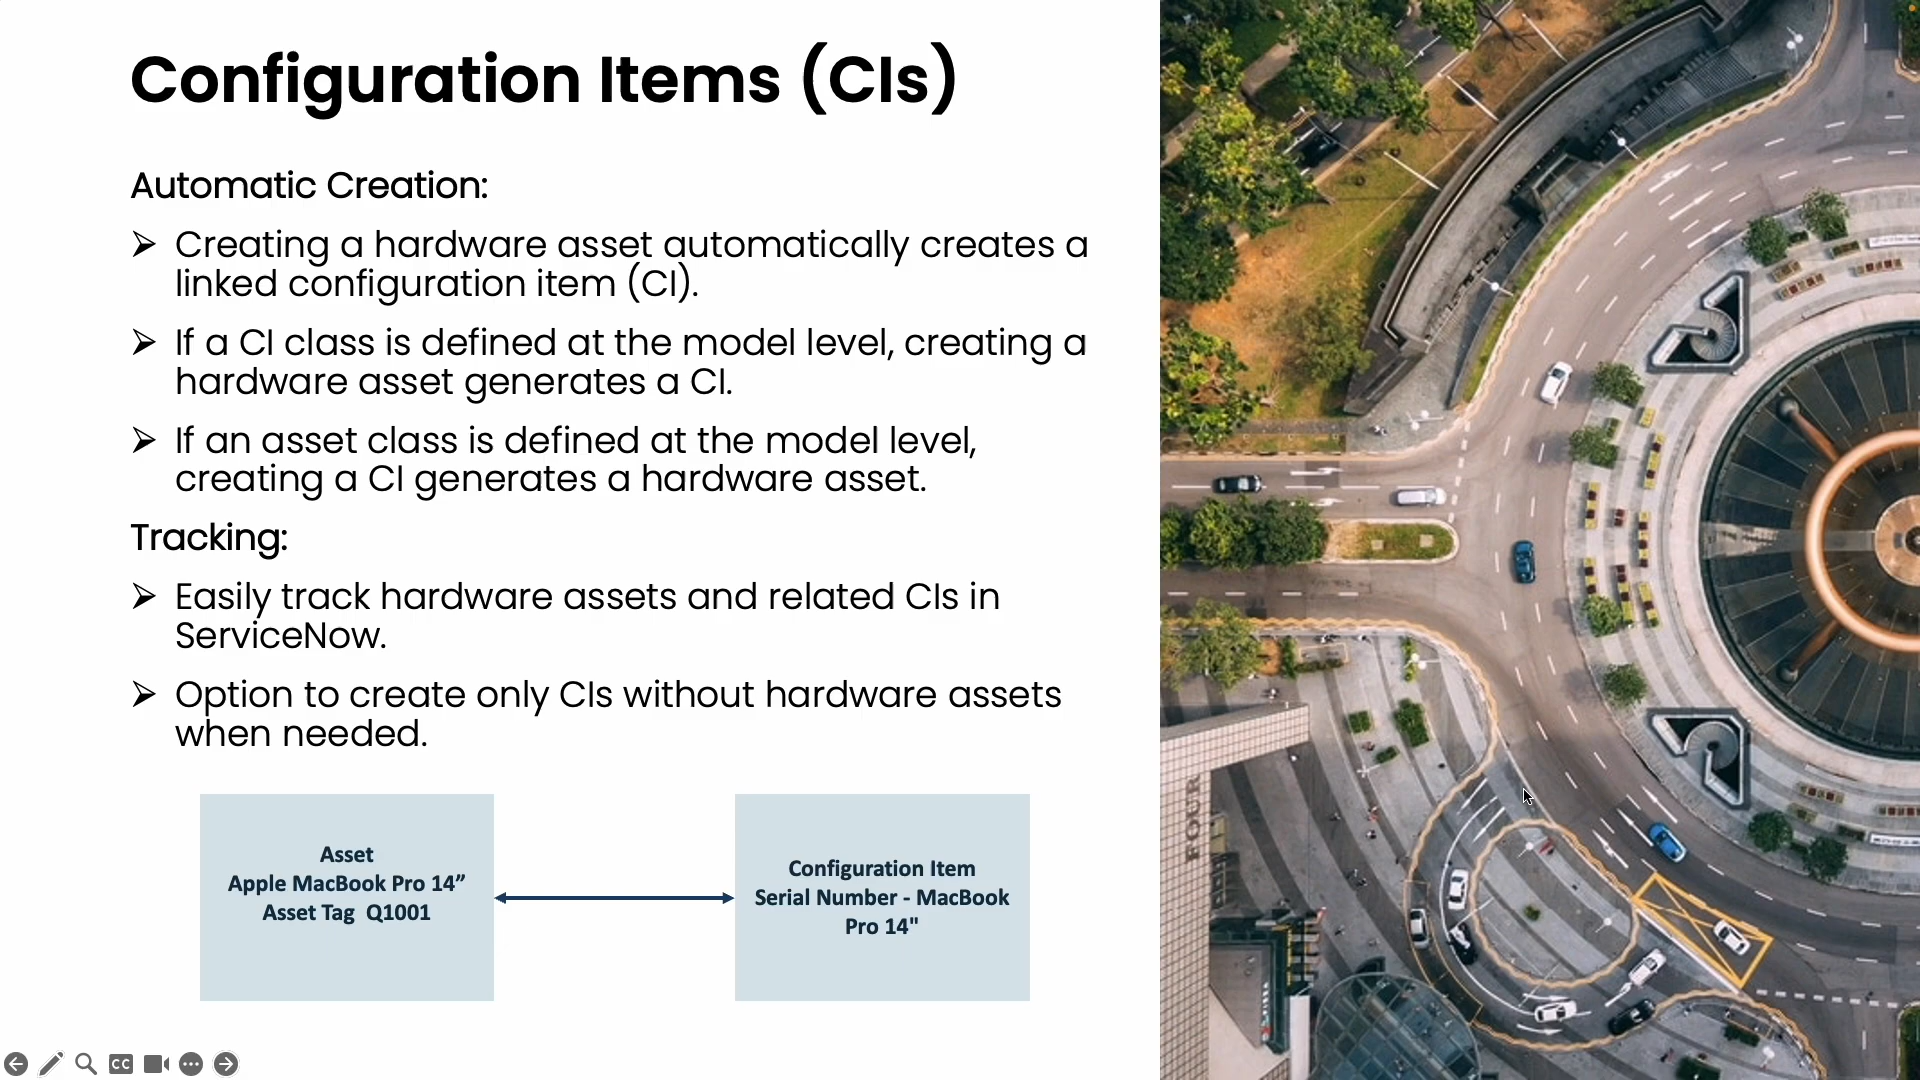 Configuration Items (CIs)
Automatic Creation:
➢ Creating a hardware asset automatically creates a
linked configuration item (CI).
➢ If a CI class is defined at the model level, creating a
hardware asset generates a CI.
➢ If an asset class is defined at the model level,
creating a CI generates a hardware asset.
Tracking:
➢ Easily track hardware assets and related CIs in
ServiceNow.
➢ Option to create only CIs without hardware assets
when needed.
Asset
Apple MacBook Pro 14”
Asset Tag  Q1001
Configuration Item
Serial Number - MacBook
Pro 14"
FOUR
CC